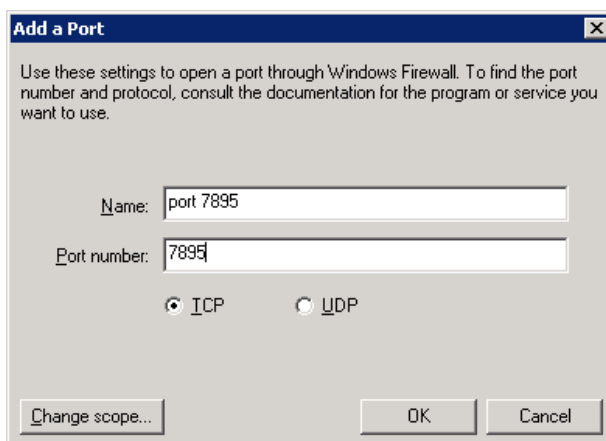 Add a Port
Use these settings to open a port through Windows Firewall. To find the port
number and protocol, consult the documentation for the program or service you
want to use.
Name: port 7895
Port number: 7895
TCP UDP
Change scope... OK Cancel